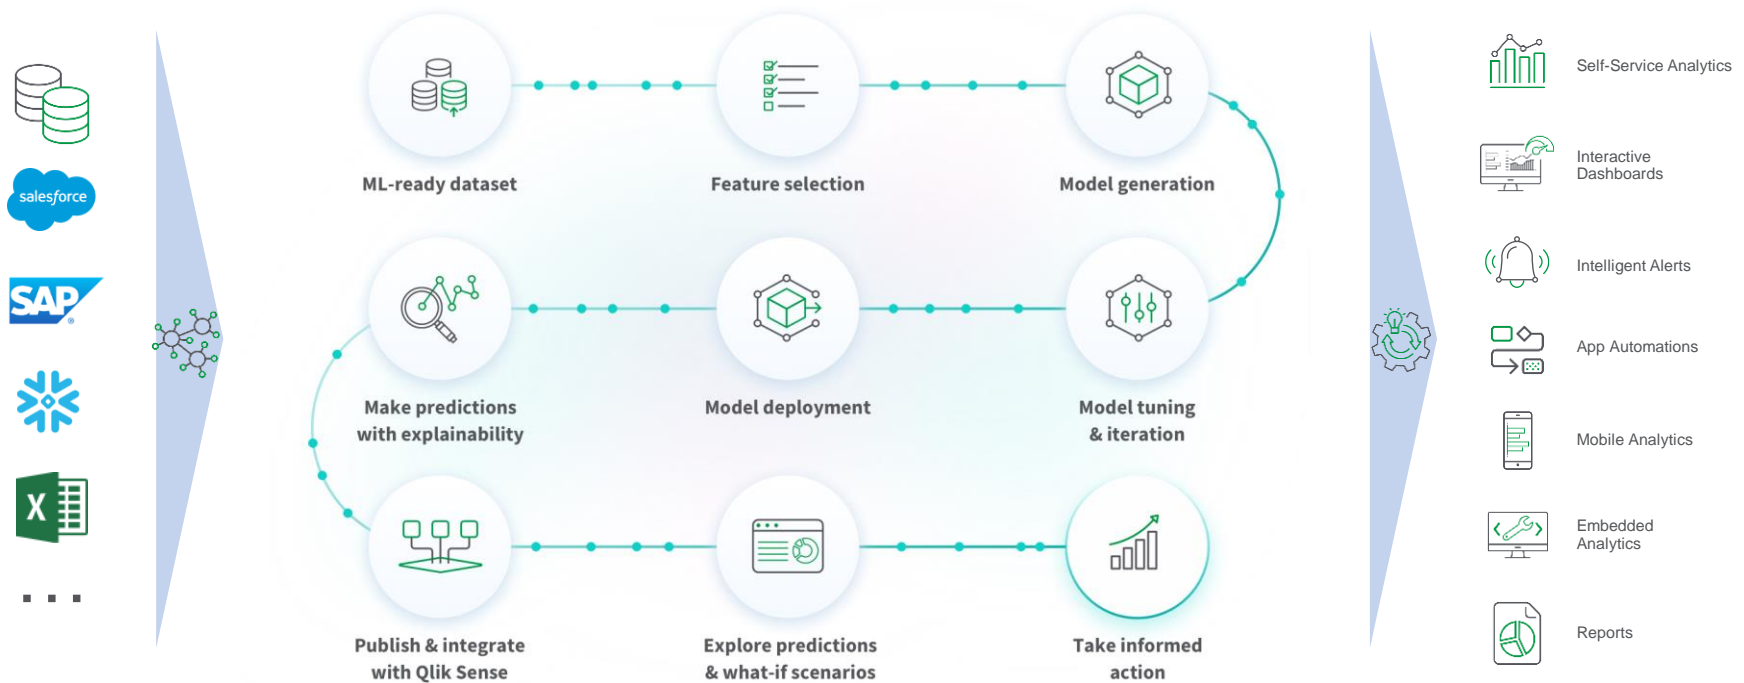 salesforce
SAP
®
X
ML-ready dataset
Feature selection
Model generation
Make predictions
with explainability
Model deployment
Model tuning
& iteration
Publish & integrate
with Qlik Sense
Explore predictions
& what-if scenarios
Take informed
action
Self-Service Analytics
Interactive
Dashboards
Intelligent Alerts
App Automations
Mobile Analytics
Embedded
Analytics
Reports